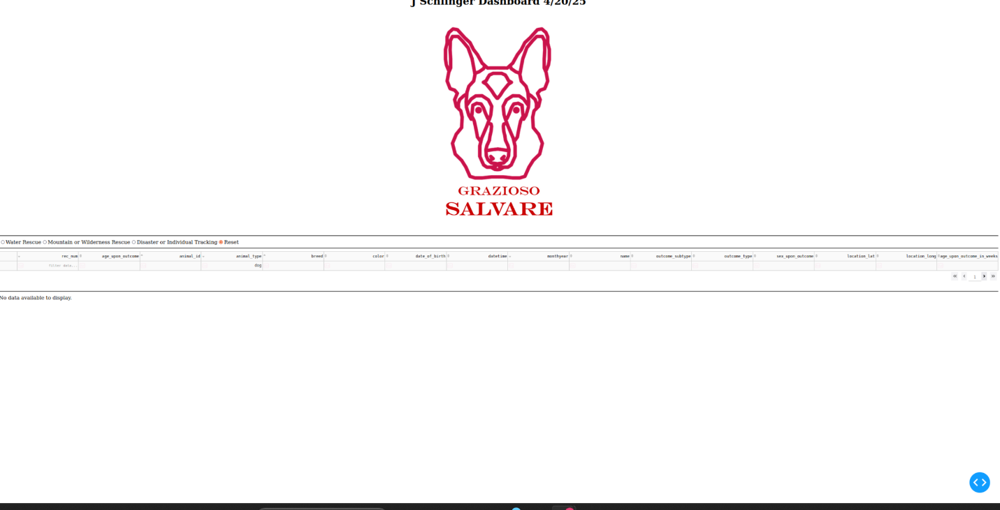 J Schlinger Dashboard 4/20/25
GRAZIOSO
SALVARE
Water Rescue Mountain or Wilderness Rescue Disaster or Individual Tracking Reset
rec_num age_upon_outcome animal_id animal_type breed color date_of_birth datetime monthyear name outcome_subtype outcome_type sex_upon_outcome location_lat location_long age_upon_outcome_in_weeks
filter data... dog
« ‹ 1 › »
No data available to display.